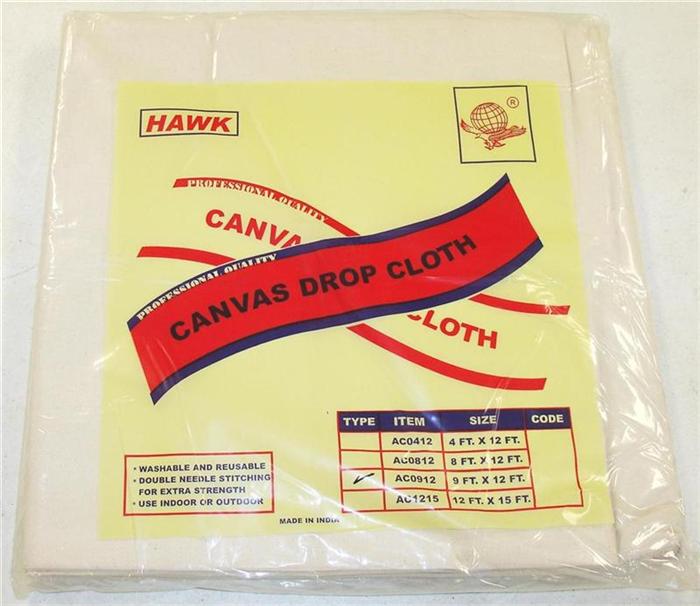 HAWK
®
PROFESSIONAL QUALITY
CANVA
CLOTH
PROFESSIONAL QUALITY
CANVAS DROP CLOTH
TYPE ITEM SIZE CODE
AC0412 4 FT. X 12 FT.
AC0812 8 FT. X 12 FT.
✓ AC0912 9 FT. X 12 FT.
AC1215 12 FT. X 15 FT.
• WASHABLE AND REUSABLE
• DOUBLE NEEDLE STITCHING
FOR EXTRA STRENGTH
• USE INDOOR OR OUTDOOR
MADE IN INDIA